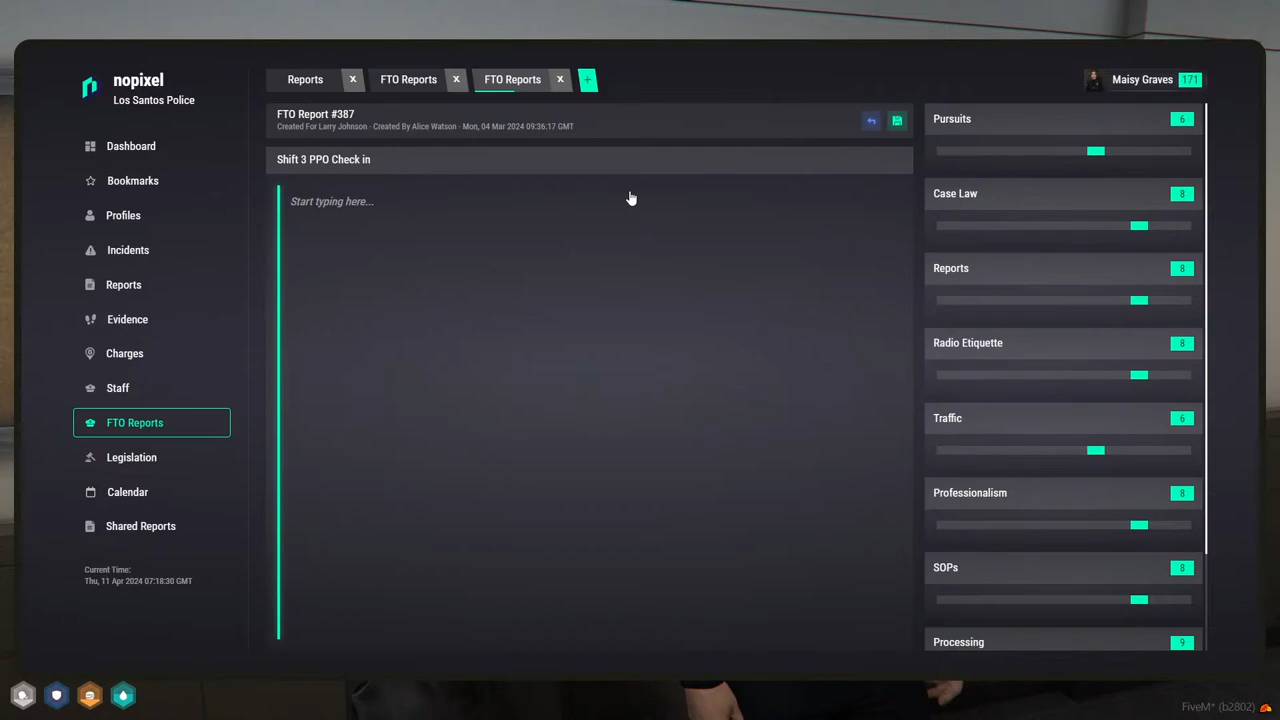 nopixel
Los Santos Police
Dashboard
Bookmarks
Profiles
Incidents
Reports
Evidence
Charges
Staff
FTO Reports
Legislation
Calendar
Shared Reports
Current Time:
Thu, 11 Apr 2024 07:18:30 GMT
Reports x FTO Reports x FTO Reports x +
Maisy Graves 171
FTO Report #387
Created For Larry Johnson · Created By Alice Watson · Mon, 04 Mar 2024 09:36:17 GMT
Shift 3 PPO Check in
Start typing here...
Pursuits 6
Case Law 8
Reports 8
Radio Etiquette 8
Traffic 6
Professionalism 8
SOPs 8
Processing 9
FiveM* (b2802)